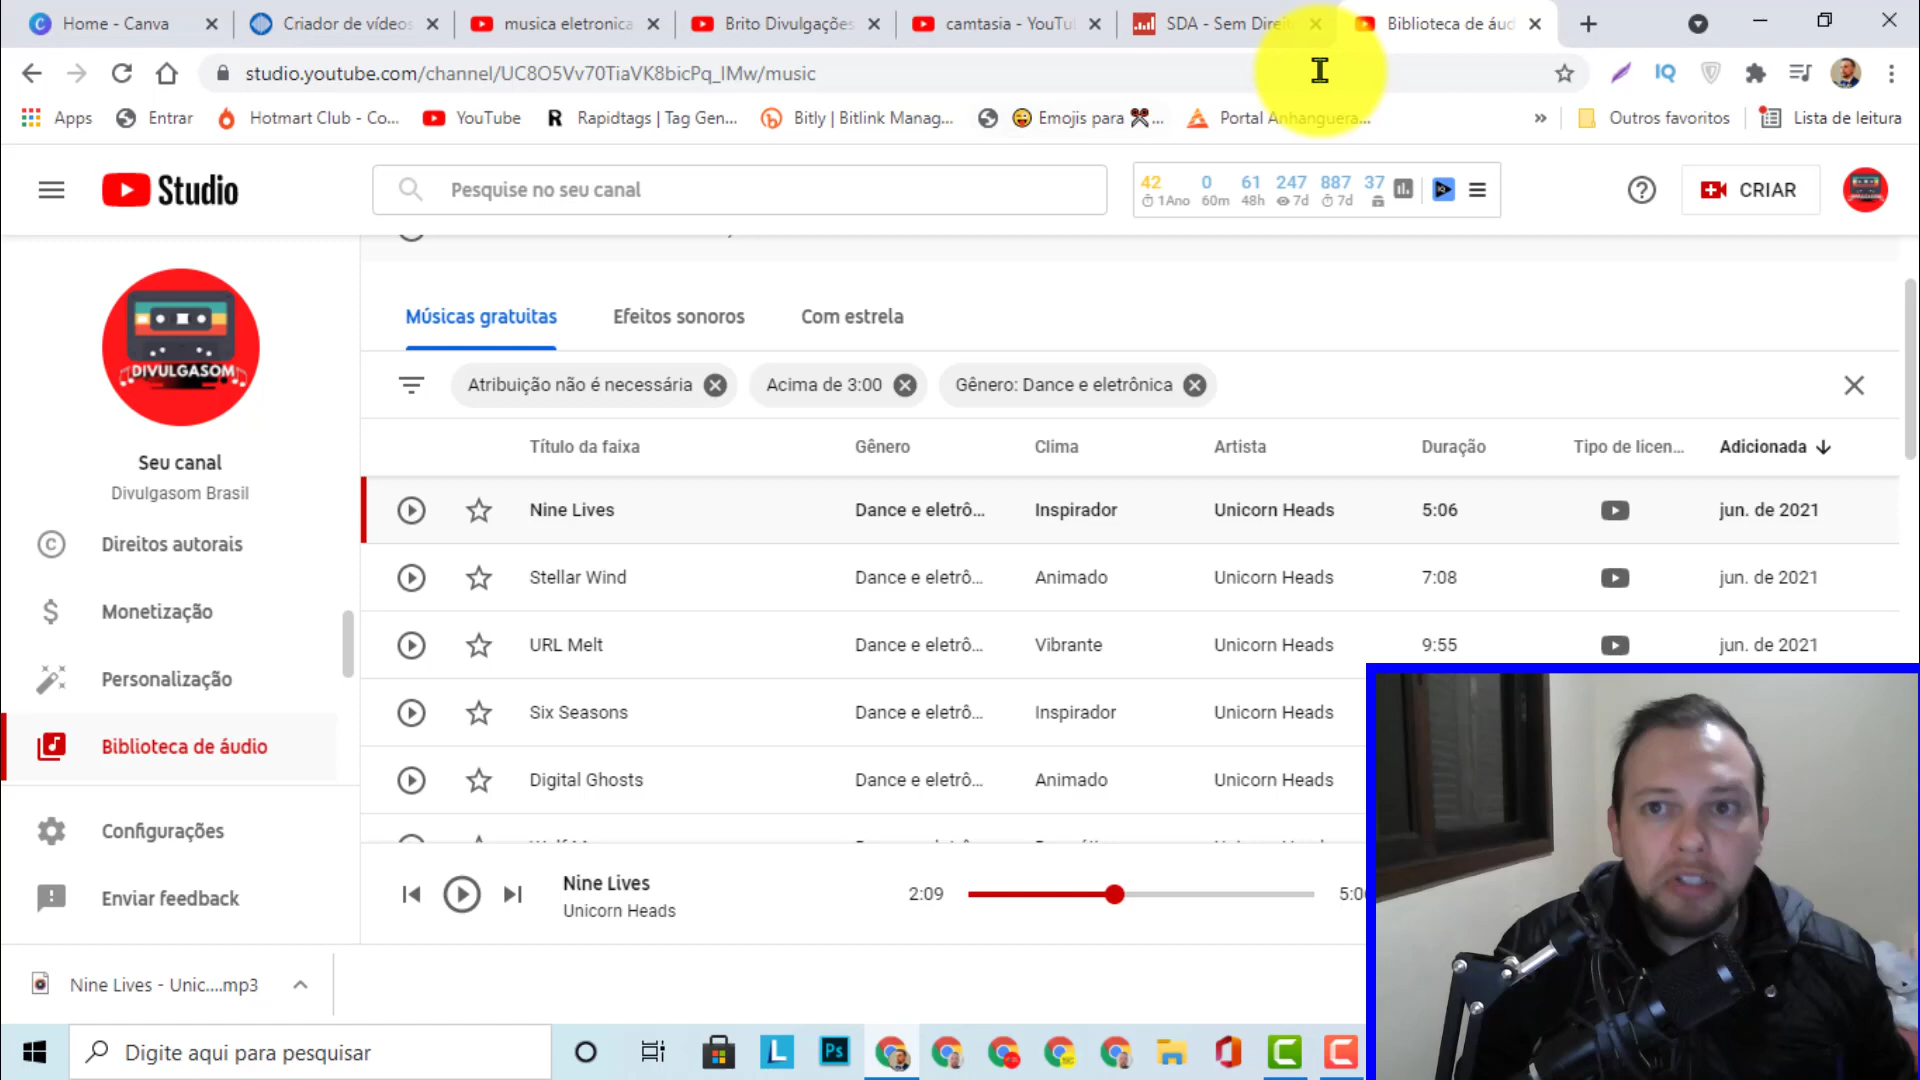 Home - Canva
Criador de vídeos
musica eletronica
Brito Divulgações
camtasia - YouTu
SDA - Sem Direi
Biblioteca de áud
studio.youtube.com/channel/UC8O5Vv70TiaVK8bicPq_lMw/music
IQ
Apps
Entrar
Hotmart Club - Co...
YouTube
R Rapidtags | Tag Gen...
Bitly | Bitlink Manag...
Emojis para ...
Portal Anhanguera...
»
Outros favoritos
Lista de leitura
Studio
Pesquise no seu canal
42 0 61 247 887 37
1Ano 60m 48h 7d 7d
CRIAR
DIVULGASOM
Seu canal
Divulgasom Brasil
Direitos autorais
Monetização
Personalização
Biblioteca de áudio
Configurações
Enviar feedback
Músicas gratuitas
Efeitos sonoros
Com estrela
Atribuição não é necessária
Acima de 3:00
Gênero: Dance e eletrônica
Título da faixa Gênero Clima Artista Duração Tipo de licen... Adicionada
Nine Lives Dance e eletrô... Inspirador Unicorn Heads 5:06 jun. de 2021
Stellar Wind Dance e eletrô... Animado Unicorn Heads 7:08 jun. de 2021
URL Melt Dance e eletrô... Vibrante Unicorn Heads 9:55 jun. de 2021
Six Seasons Dance e eletrô... Inspirador Unicorn Heads
Digital Ghosts Dance e eletrô... Animado Unicorn Heads
Nine Lives
Unicorn Heads
2:09
Nine Lives - Unic....mp3
Digite aqui para pesquisar
L
Ps